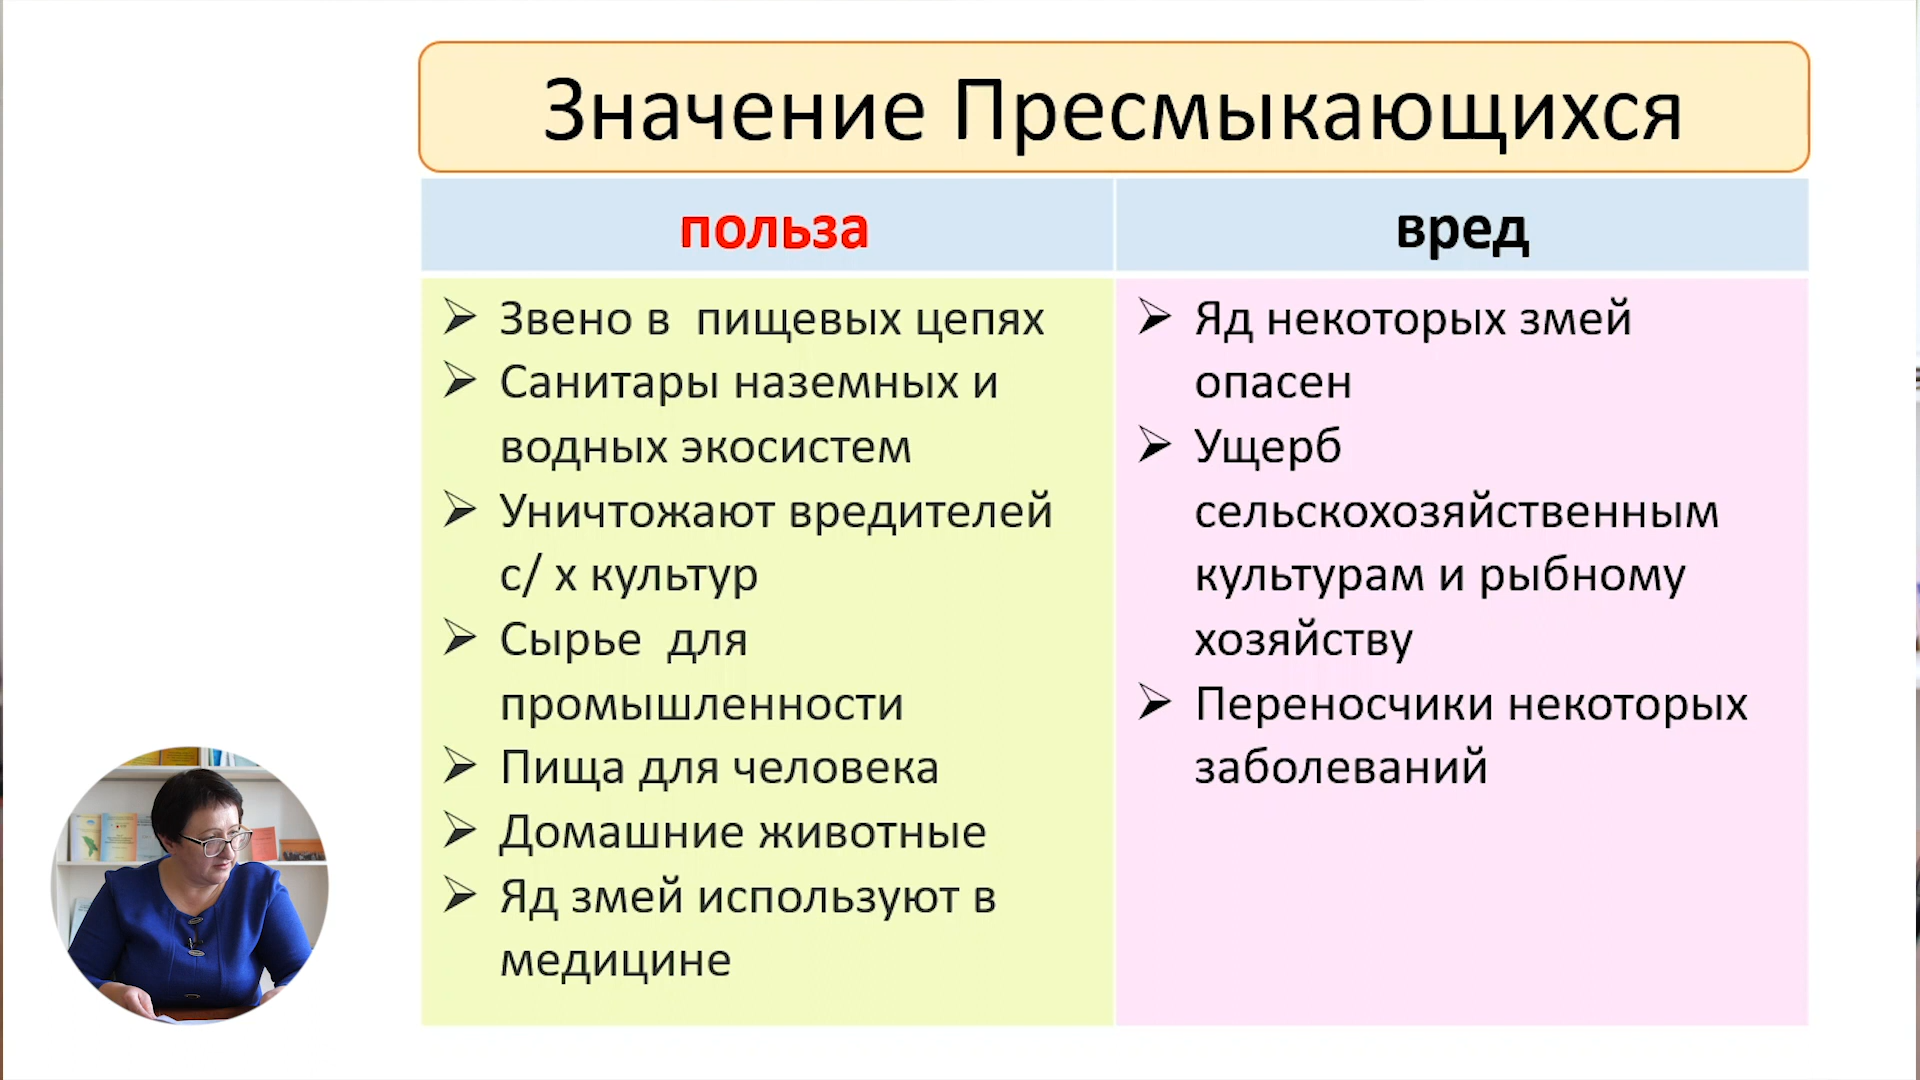 Значение Пресмыкающихся
польза
вред
Звено в пищевых цепях
Санитары наземных и
водных экосистем
Уничтожают вредителей
с/ х культур
Сырье для
промышленности
Пища для человека
Домашние животные
Яд змей используют в
медицине
Яд некоторых змей
опасен
Ущерб
сельскохозяйственным
культурам и рыбному
хозяйству
Переносчики некоторых
заболеваний